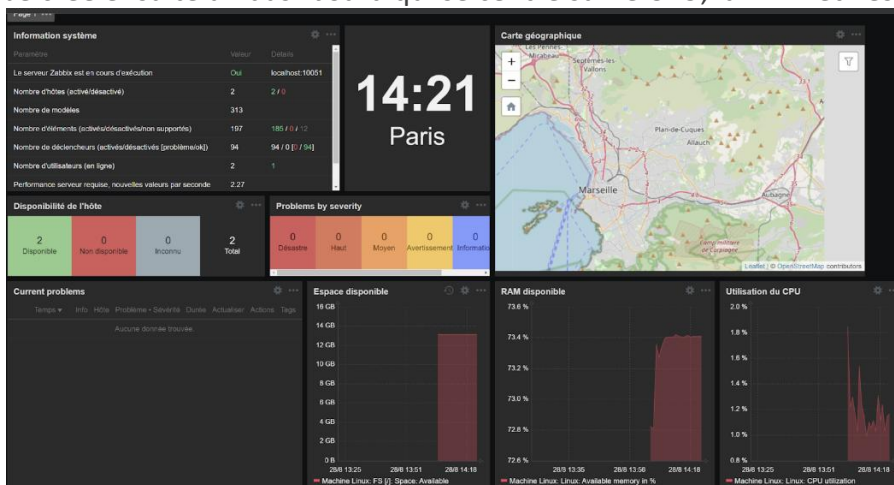 Page 1
Information système
Paramètre Valeur Détails
Le serveur Zabbix est en cours d'exécution Oui localhost:10051
Nombre d'hôtes (activé/désactivé) 2 2 / 0
Nombre de modèles 313
Nombre d'éléments (activés/désactivés/non supportés) 197 185 / 0 / 12
Nombre de déclencheurs (activés/désactivés [problème/ok]) 94 94 / 0 [0 / 94]
Nombre d'utilisateurs (en ligne) 2 1
Performance serveur requise, nouvelles valeurs par seconde 2.27
14:21
Paris
Carte géographique
+
−
Les Pennes
Mirabeau
Septèmes-les-
Vallons
Plan-de-Cuques
Allauch
Marseille
Aubagne
Camp militaire
de Carpiagne
Leaflet | © OpenStreetMap contributors
Disponibilité de l'hôte
2 0 0 2
Disponible Non disponible Inconnu Total
Problems by severity
0 0 0 0 0
Désastre Haut Moyen Avertissement Informatio
Current problems
Temps ▼ Info Hôte Problème • Sévérité Durée Actualiser Actions Tags
Aucune donnée trouvée.
Espace disponible
16 GB
14 GB
12 GB
10 GB
8 GB
6 GB
4 GB
2 GB
0 B
28/8 13:25 28/8 13:51 28/8 14:18
Machine Linux: FS [/]: Space: Available
RAM disponible
73.6 %
73.4 %
73.2 %
73.0 %
72.8 %
72.6 %
28/8 13:35 28/8 13:56 28/8 14:18
Machine Linux: Linux: Available memory in %
Utilisation du CPU
2.0 %
1.8 %
1.6 %
1.4 %
1.2 %
1.0 %
0.8 %
28/8 13:25 28/8 13:51 28/8 14:18
Machine Linux: Linux: CPU utilization